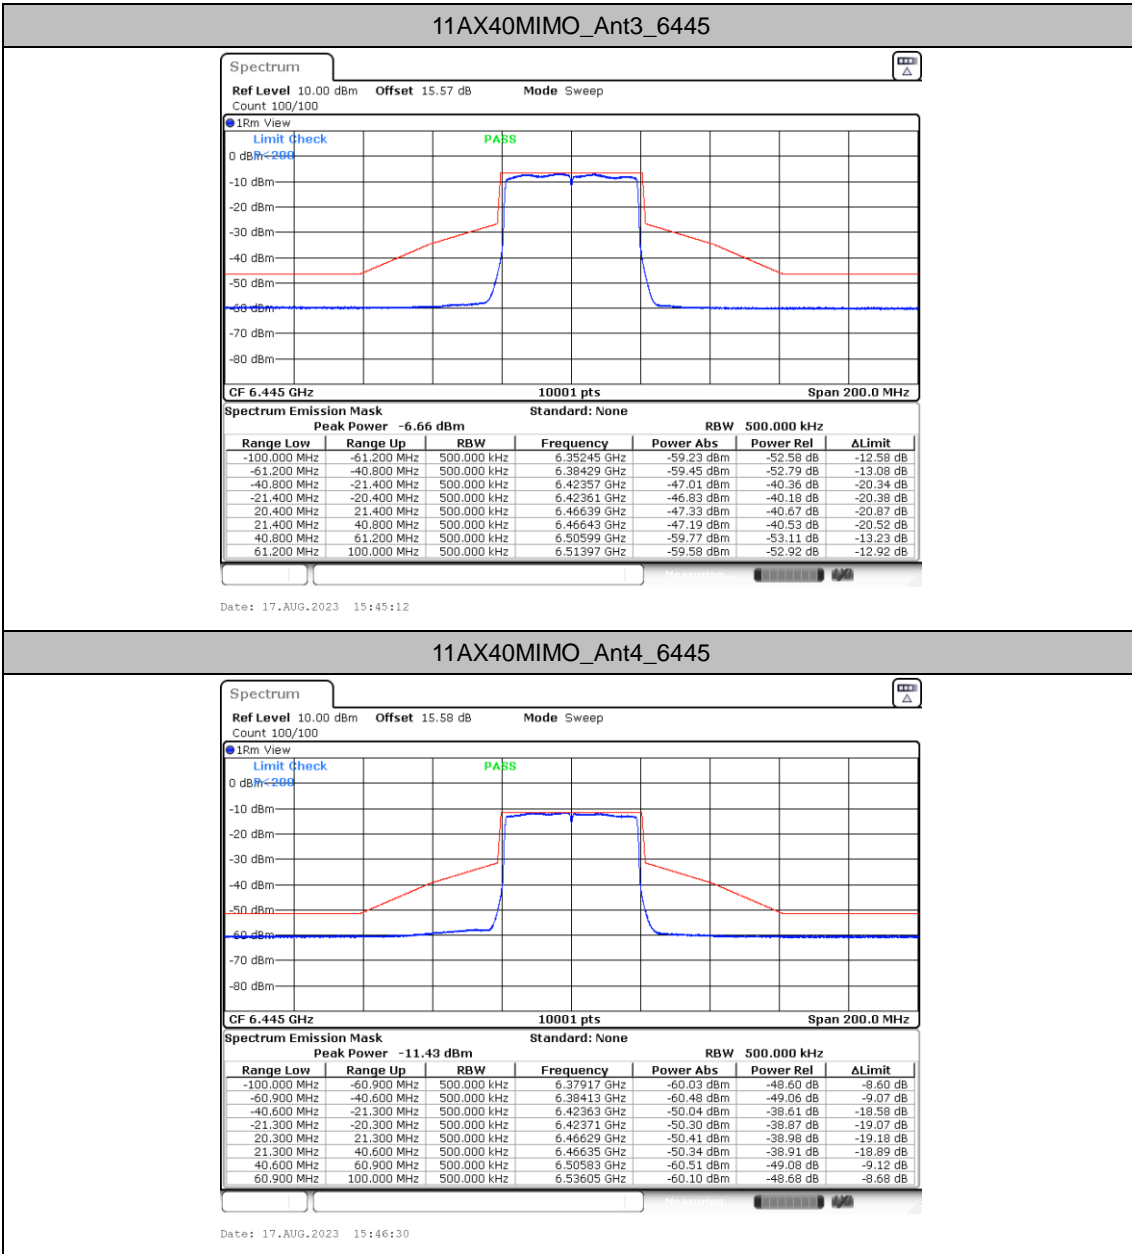 11AX40MIMO_Ant3_6445
Spectrum
Ref Level 10.00 dBm Offset 15.57 dB Mode Sweep
Count 100/100
1Rm View
Limit Check PASS
P<200
0 dBm
-10 dBm
-20 dBm
-30 dBm
-40 dBm
-50 dBm
-60 dBm
-70 dBm
-80 dBm
CF 6.445 GHz 10001 pts Span 200.0 MHz
Spectrum Emission Mask Standard: None
Peak Power -6.66 dBm RBW 500.000 kHz
Range Low Range Up RBW Frequency Power Abs Power Rel ΔLimit
-100.000 MHz -61.200 MHz 500.000 kHz 6.35245 GHz -59.23 dBm -52.58 dB -12.58 dB
-61.200 MHz -40.800 MHz 500.000 kHz 6.38429 GHz -59.45 dBm -52.79 dB -13.08 dB
-40.800 MHz -21.400 MHz 500.000 kHz 6.42357 GHz -47.01 dBm -40.36 dB -20.34 dB
-21.400 MHz -20.400 MHz 500.000 kHz 6.42361 GHz -46.83 dBm -40.18 dB -20.38 dB
20.400 MHz 21.400 MHz 500.000 kHz 6.46639 GHz -47.33 dBm -40.67 dB -20.87 dB
21.400 MHz 40.800 MHz 500.000 kHz 6.46643 GHz -47.19 dBm -40.53 dB -20.52 dB
40.800 MHz 61.200 MHz 500.000 kHz 6.50599 GHz -59.77 dBm -53.11 dB -13.23 dB
61.200 MHz 100.000 MHz 500.000 kHz 6.51397 GHz -59.58 dBm -52.92 dB -12.92 dB
Measuring...
Date: 17.AUG.2023 15:45:12
11AX40MIMO_Ant4_6445
Spectrum
Ref Level 10.00 dBm Offset 15.58 dB Mode Sweep
Count 100/100
1Rm View
Limit Check PASS
P<200
0 dBm
-10 dBm
-20 dBm
-30 dBm
-40 dBm
-50 dBm
-60 dBm
-70 dBm
-80 dBm
CF 6.445 GHz 10001 pts Span 200.0 MHz
Spectrum Emission Mask Standard: None
Peak Power -11.43 dBm RBW 500.000 kHz
Range Low Range Up RBW Frequency Power Abs Power Rel ΔLimit
-100.000 MHz -60.900 MHz 500.000 kHz 6.37917 GHz -60.03 dBm -48.60 dB -8.60 dB
-60.900 MHz -40.600 MHz 500.000 kHz 6.38413 GHz -60.48 dBm -49.06 dB -9.07 dB
-40.600 MHz -21.300 MHz 500.000 kHz 6.42363 GHz -50.04 dBm -38.61 dB -18.58 dB
-21.300 MHz -20.300 MHz 500.000 kHz 6.42371 GHz -50.30 dBm -38.87 dB -19.07 dB
20.300 MHz 21.300 MHz 500.000 kHz 6.46629 GHz -50.41 dBm -38.98 dB -19.18 dB
21.300 MHz 40.600 MHz 500.000 kHz 6.46635 GHz -50.34 dBm -38.91 dB -18.89 dB
40.600 MHz 60.900 MHz 500.000 kHz 6.50583 GHz -60.51 dBm -49.08 dB -9.12 dB
60.900 MHz 100.000 MHz 500.000 kHz 6.53605 GHz -60.10 dBm -48.68 dB -8.68 dB
Measuring...
Date: 17.AUG.2023 15:46:30